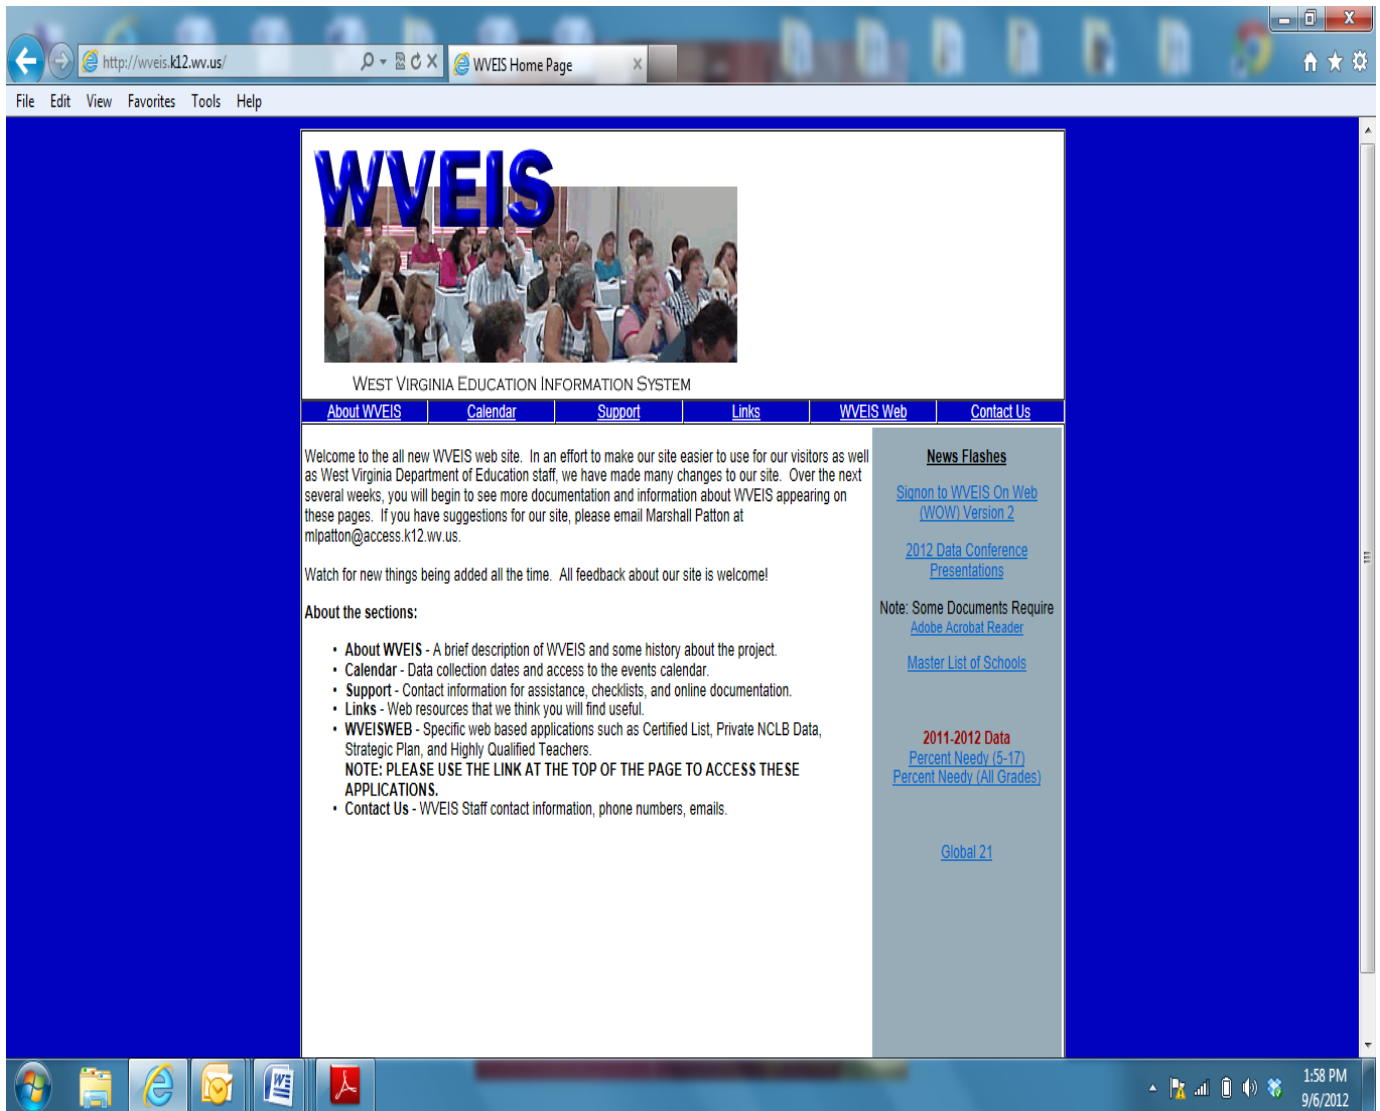 http://wveis.k12.wv.us/
WVEIS Home Page
File Edit View Favorites Tools Help
WVEIS
WEST VIRGINIA EDUCATION INFORMATION SYSTEM
About WVEIS Calendar Support Links WVEIS Web Contact Us
Welcome to the all new WVEIS web site. In an effort to make our site easier to use for our visitors as well
as West Virginia Department of Education staff, we have made many changes to our site. Over the next
several weeks, you will begin to see more documentation and information about WVEIS appearing on
these pages. If you have suggestions for our site, please email Marshall Patton at
mlpatton@access.k12.wv.us.
Watch for new things being added all the time. All feedback about our site is welcome!
About the sections:
• About WVEIS - A brief description of WVEIS and some history about the project.
• Calendar - Data collection dates and access to the events calendar.
• Support - Contact information for assistance, checklists, and online documentation.
• Links - Web resources that we think you will find useful.
• WVEISWEB - Specific web based applications such as Certified List, Private NCLB Data,
Strategic Plan, and Highly Qualified Teachers.
NOTE: PLEASE USE THE LINK AT THE TOP OF THE PAGE TO ACCESS THESE
APPLICATIONS.
• Contact Us - WVEIS Staff contact information, phone numbers, emails.
News Flashes
Signon to WVEIS On Web
(WOW) Version 2
2012 Data Conference
Presentations
Note: Some Documents Require
Adobe Acrobat Reader
Master List of Schools
2011-2012 Data
Percent Needy (5-17)
Percent Needy (All Grades)
Global 21
1:58 PM
9/6/2012